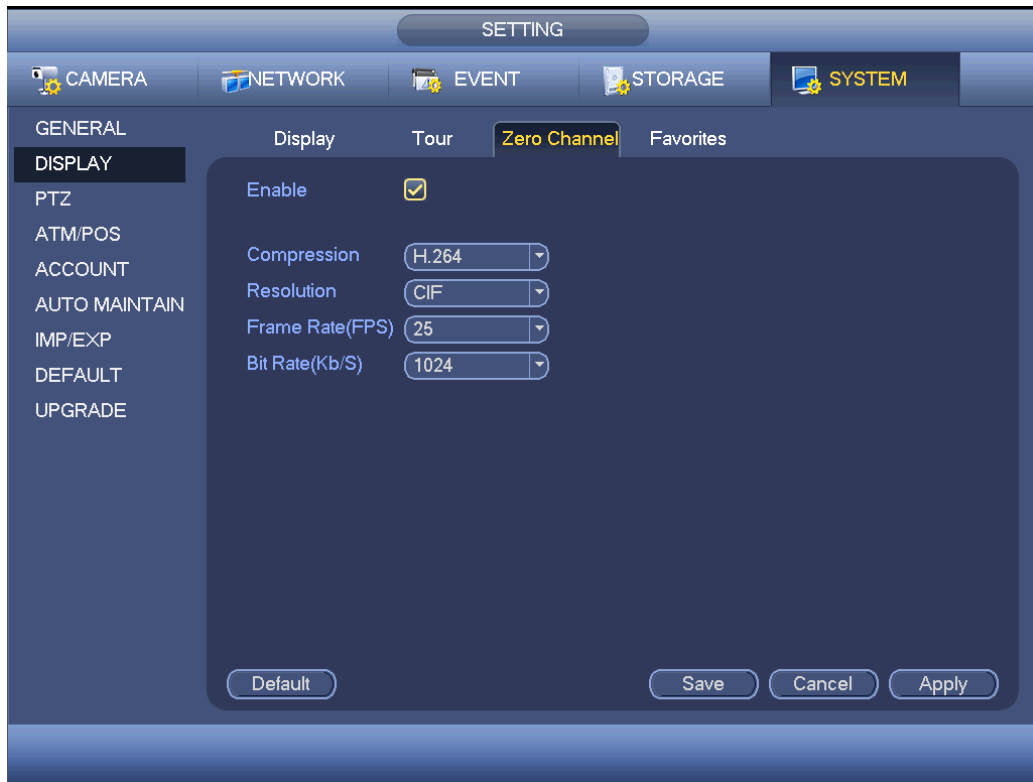 SETTING
CAMERA NETWORK EVENT STORAGE SYSTEM
GENERAL
DISPLAY
PTZ
ATM/POS
ACCOUNT
AUTO MAINTAIN
IMP/EXP
DEFAULT
UPGRADE
Display Tour Zero Channel Favorites
Enable
Compression H.264
Resolution CIF
Frame Rate(FPS) 25
Bit Rate(Kb/S) 1024
Default Save Cancel Apply